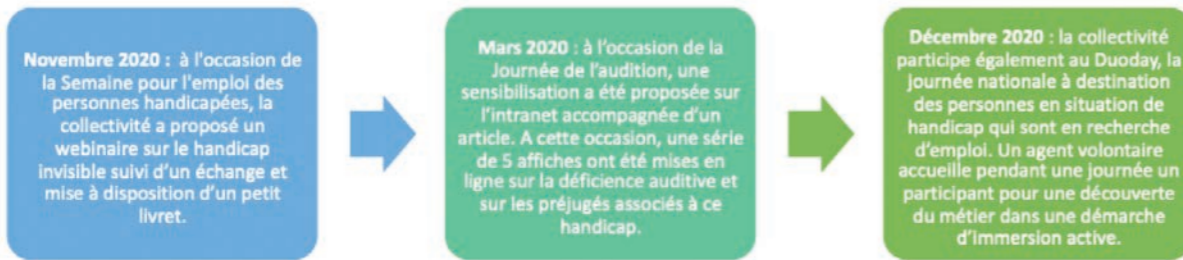 Novembre 2020 : à l'occasion de
la Semaine pour l'emploi des
personnes handicapées, la
collectivité a proposé un
webinaire sur le handicap
invisible suivi d'un échange et
mise à disposition d'un petit
livret.
Mars 2020 : à l'occasion de la
Journée de l'audition, une
sensibilisation a été proposée sur
l'intranet accompagnée d'un
article. A cette occasion, une série
de 5 affiches ont été mises en
ligne sur la déficience auditive et
sur les préjugés associés à ce
handicap.
Décembre 2020 : la collectivité
participe également au Duoday, la
journée nationale à destination
des personnes en situation de
handicap qui sont en recherche
d'emploi. Un agent volontaire
accueille pendant une journée un
participant pour une découverte
du métier dans une démarche
d'immersion active.